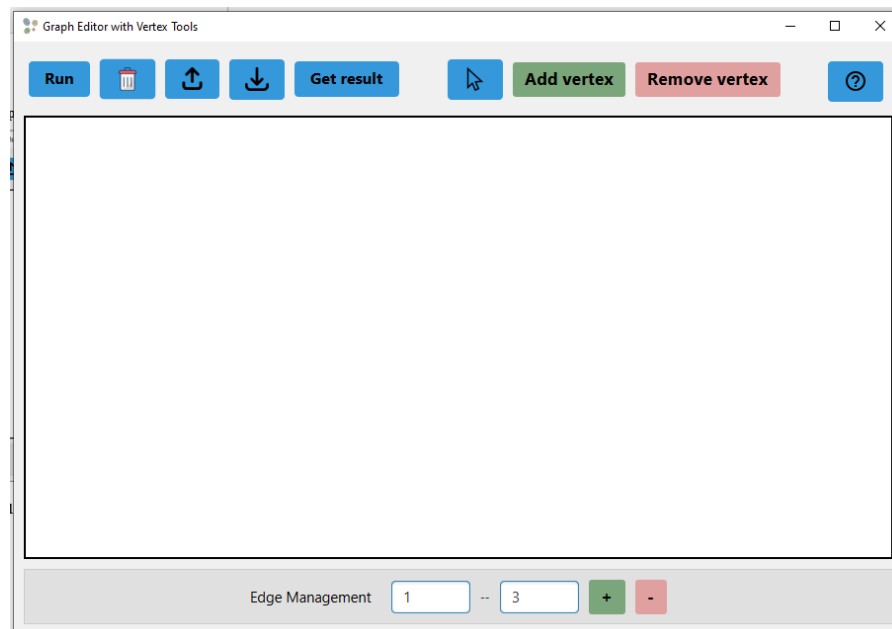 Graph Editor with Vertex Tools
Run Get result Add vertex Remove vertex
Edge Management 1 -- 3 + -